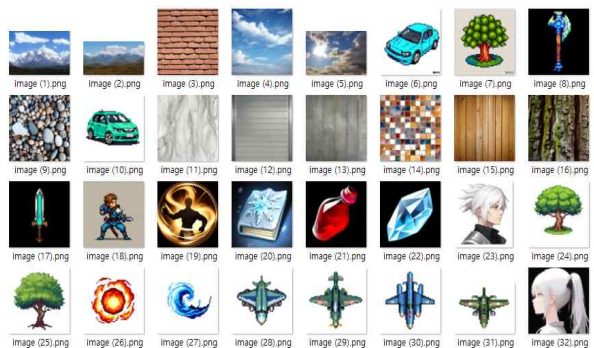 image (1).png
image (2).png
image (3).png
image (4).png
image (5).png
image (6).png
image (7).png
image (8).png
image (9).png
image (10).png
image (11).png
image (12).png
image (13).png
image (14).png
image (15).png
image (16).png
image (17).png
image (18).png
image (19).png
image (20).png
image (21).png
image (22).png
image (23).png
image (24).png
image (25).png
image (26).png
image (27).png
image (28).png
image (29).png
image (30).png
image (31).png
image (32).png